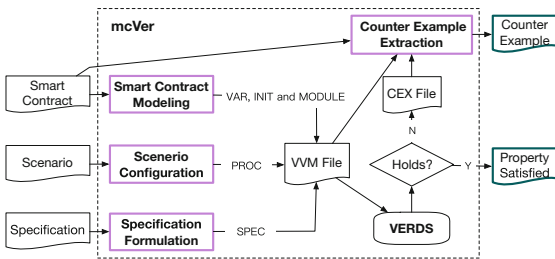 mcVer
Counter Example
Extraction
Counter
Example
Smart
Contract
Smart Contract
Modeling
VAR, INIT and MODULE
CEX File
N
Scenario
Scenerio
Configuration
PROC
VVM File
Holds?
Y
Property
Satisfied
Specification
Specification
Formulation
SPEC
VERDS